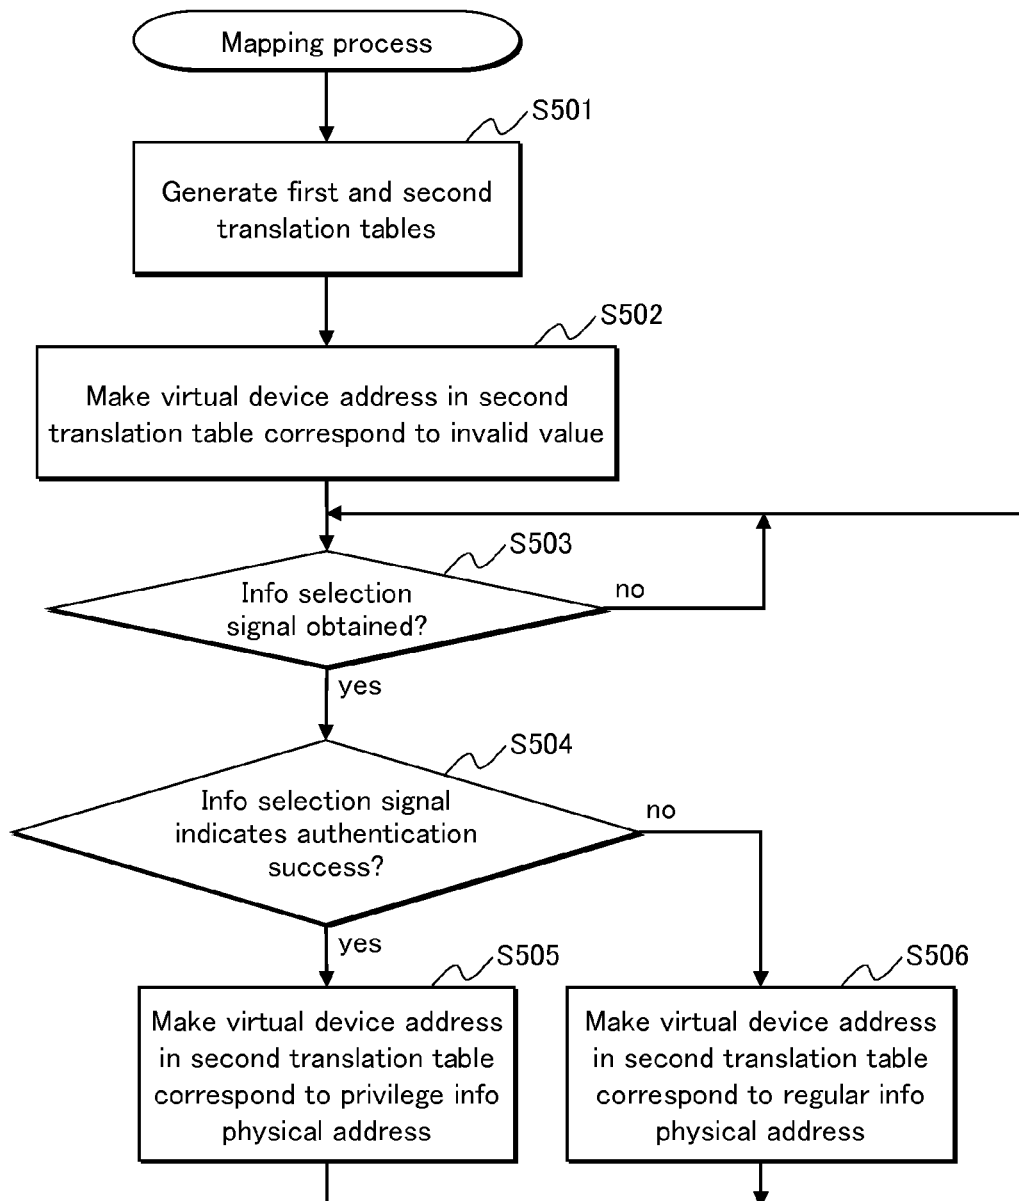 Mapping process
S501
Generate first and second
translation tables
S502
Make virtual device address in second
translation table correspond to invalid value
S503
Info selection
signal obtained?
no
yes
S504
Info selection signal
indicates authentication
success?
no
yes
S505
Make virtual device address
in second translation table
correspond to privilege info
physical address
S506
Make virtual device address
in second translation table
correspond to regular info
physical address